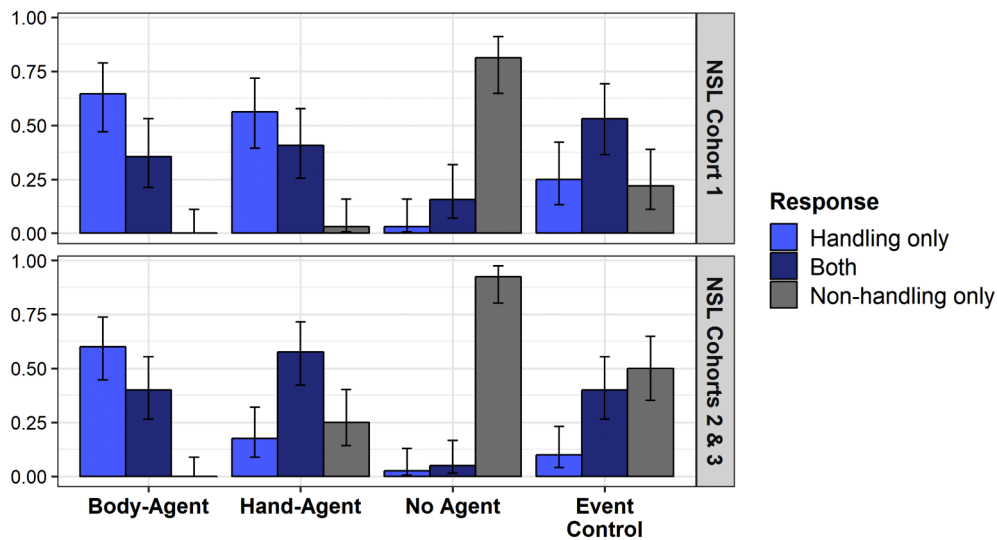 1.00
0.75
0.50
0.25
0.00
NSL Cohort 1
1.00
0.75
0.50
0.25
0.00
NSL Cohorts 2 & 3
Body-Agent
Hand-Agent
No Agent
Event
Control
Response
Handling only
Both
Non-handling only